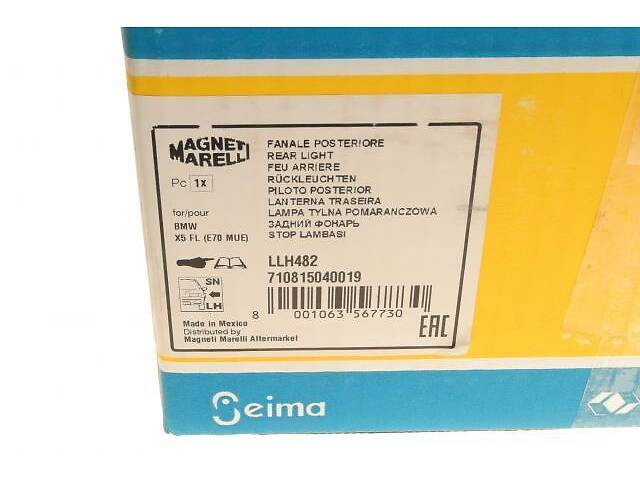 MAGNETI
MARELLI
Pc 1x
for/pour
BMW
X5 FL (E70 MUE)
FANALE POSTERIORE
REAR LIGHT
FEU ARRIERE
RÜCKLEUCHTEN
PILOTO POSTERIOR
LANTERNA TRASEIRA
LAMPA TYLNA POMARANCZOWA
ЗАДНИЙ ФОНАРЬ
STOP LAMBASI
LLH482
710815040019
SN
LH
8 001063 567730
EAC
Made in Mexico
Distributed by
Magneti Marelli Aftermarket
Seima